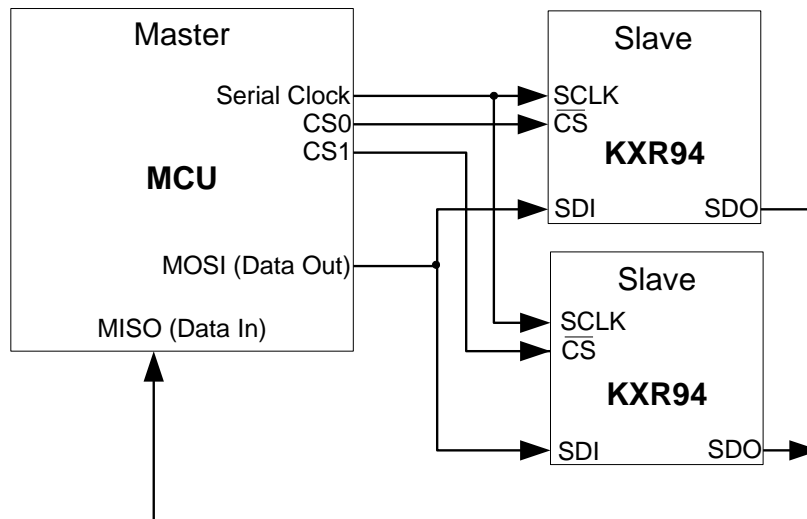 Master
Serial Clock
CS0
CS1
MCU
MOSI (Data Out)
MISO (Data In)
Slave
SCLK
CS
KXR94
SDI
SDO
Slave
SCLK
CS
KXR94
SDI
SDO